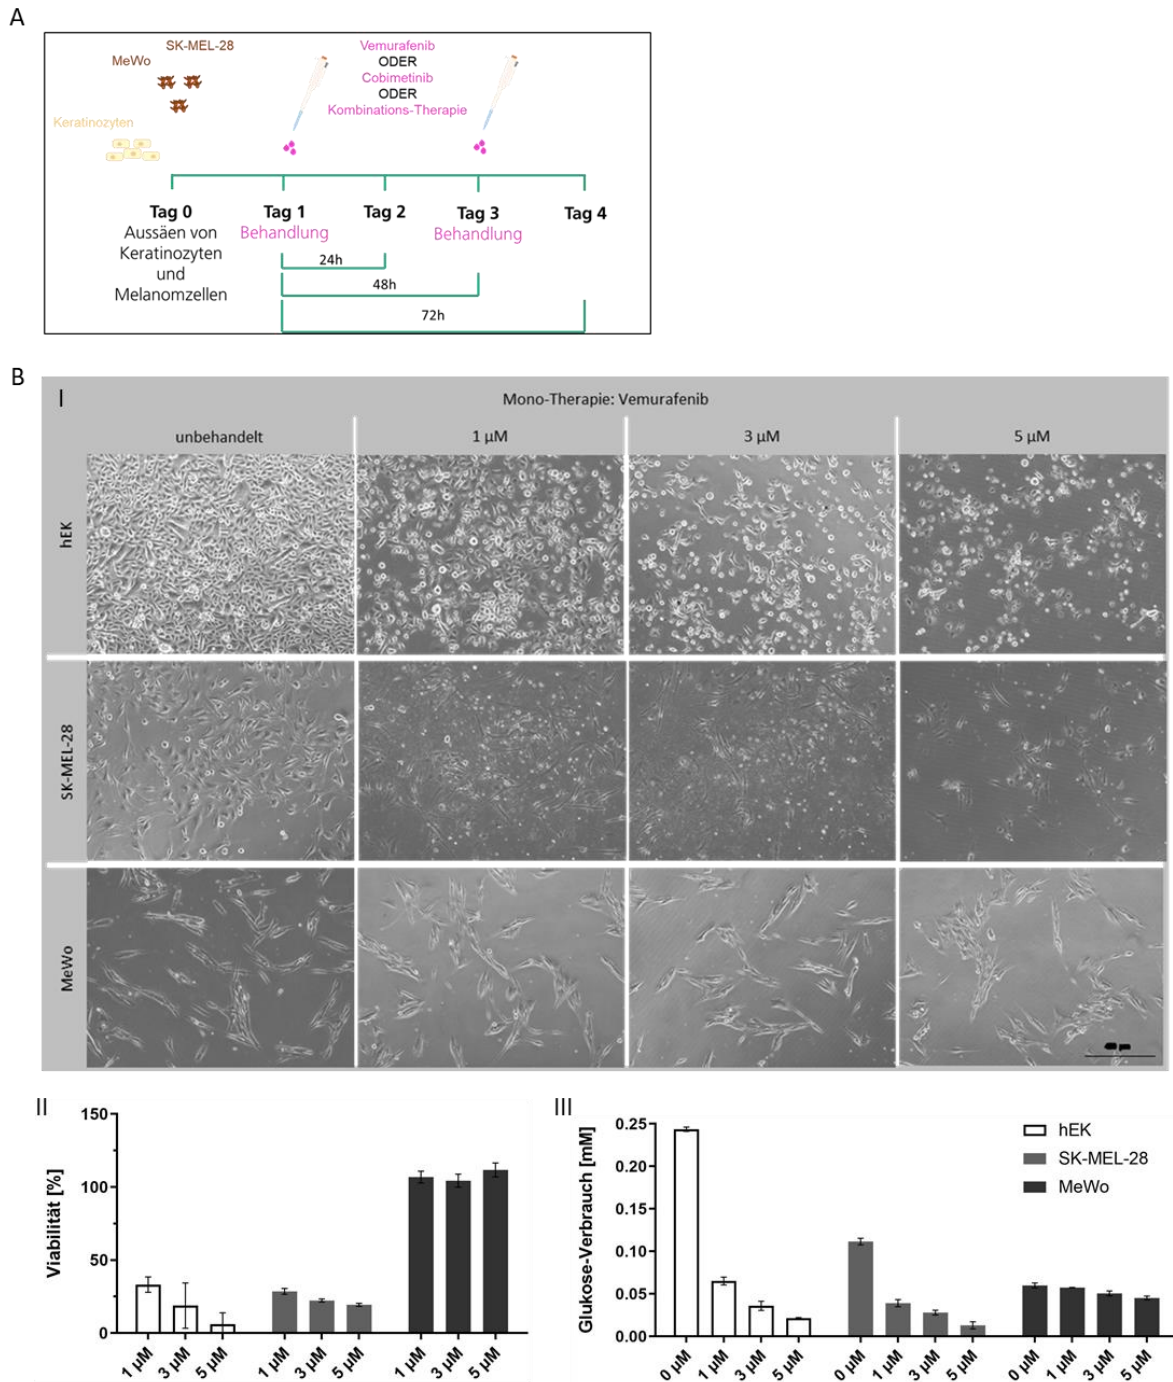 A
SK-MEL-28
MeWo
Keratinozyten
Vemurafenib
ODER
Cobimetinib
ODER
Kombinations-Therapie
Tag 0
Aussäen von
Keratinozyten
und
Melanomzellen
Tag 1
Behandlung
Tag 2
Tag 3
Behandlung
Tag 4
24h
48h
72h
B
I
Mono-Therapie: Vemurafenib
unbehandelt
1 µM
3 µM
5 µM
hEK
SK-MEL-28
MeWo
II
Viabilität [%]
150
100
50
0
1 µM
3 µM
5 µM
1 µM
3 µM
5 µM
1 µM
3 µM
5 µM
III
Glukose-Verbrauch [mM]
0.25
0.20
0.15
0.10
0.05
0.00
0 µM
1 µM
3 µM
5 µM
0 µM
1 µM
3 µM
5 µM
0 µM
1 µM
3 µM
5 µM
hEK
SK-MEL-28
MeWo